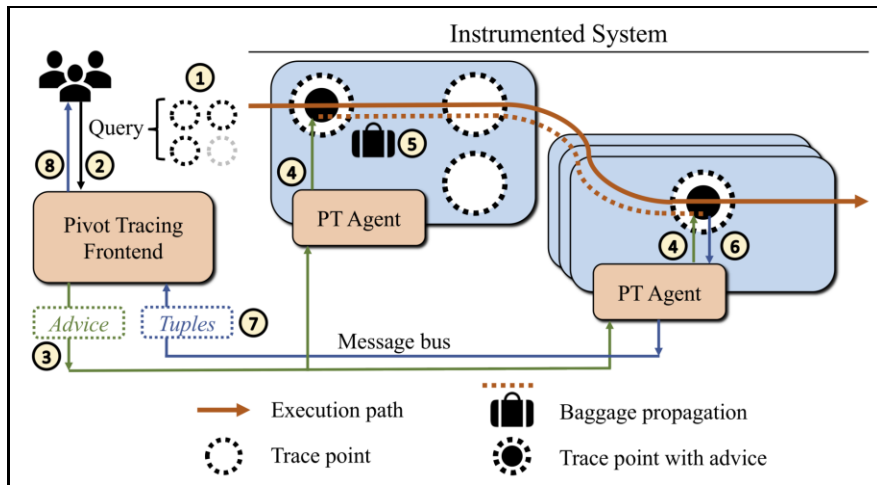 Instrumented System
1
Query
5
8
2
4
PT Agent
Pivot Tracing
Frontend
4
6
PT Agent
Advice
Tuples
7
3
Message bus
Execution path
Baggage propagation
Trace point
Trace point with advice